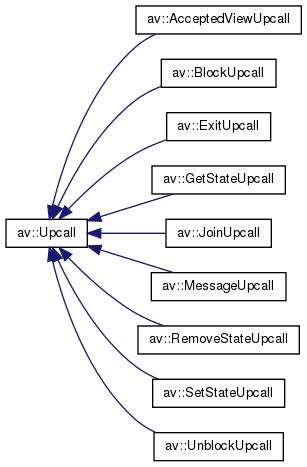 av::AcceptedViewUpcall
av::BlockUpcall
av::ExitUpcall
av::GetStateUpcall
av::Upcall
av::JoinUpcall
av::MessageUpcall
av::RemoveStateUpcall
av::SetStateUpcall
av::UnblockUpcall